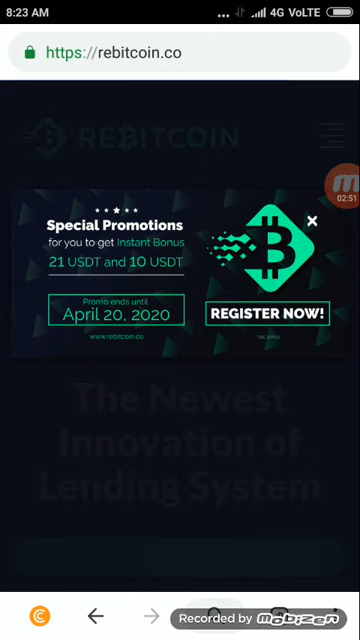 8:23 AM
... 4G VoLTE
https://rebitcoin.co
REBITCOIN
02:51
Special Promotions
for you to get Instant Bonus
21 USDT and 10 USDT
Promo ends until
April 20, 2020
www.rebitcoin.co
REGISTER NOW!
*T&C APPLY
The Newest
Innovation of
Lending System
Recorded by mobizen